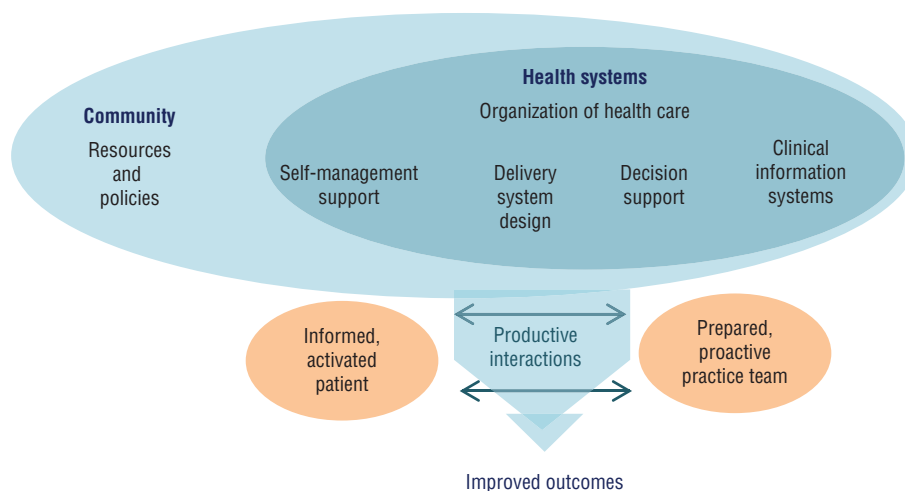 Health systems
Organization of health care
Community
Resources
and
policies
Self-management
support
Delivery
system
design
Decision
support
Clinical
information
systems
Informed,
activated
patient
Productive
interactions
Prepared,
proactive
practice team
Improved outcomes